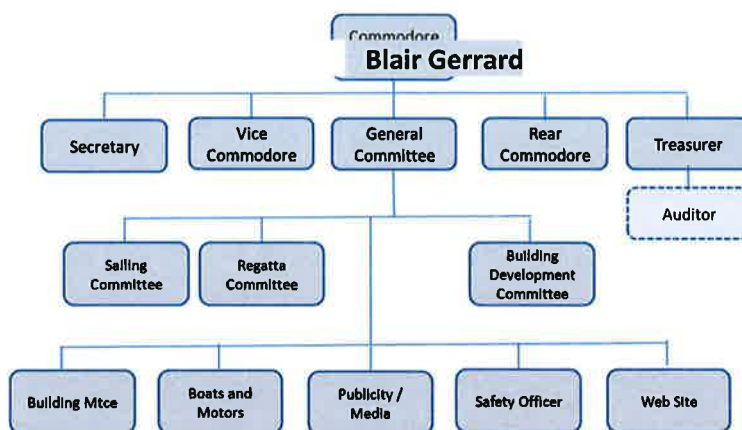 Commodore
Blair Gerrard
Secretary
Vice
Commodore
General
Committee
Rear
Commodore
Treasurer
Auditor
Sailing
Committee
Regatta
Committee
Building
Development
Committee
Building Mtce
Boats and
Motors
Publicity /
Media
Safety Officer
Web Site